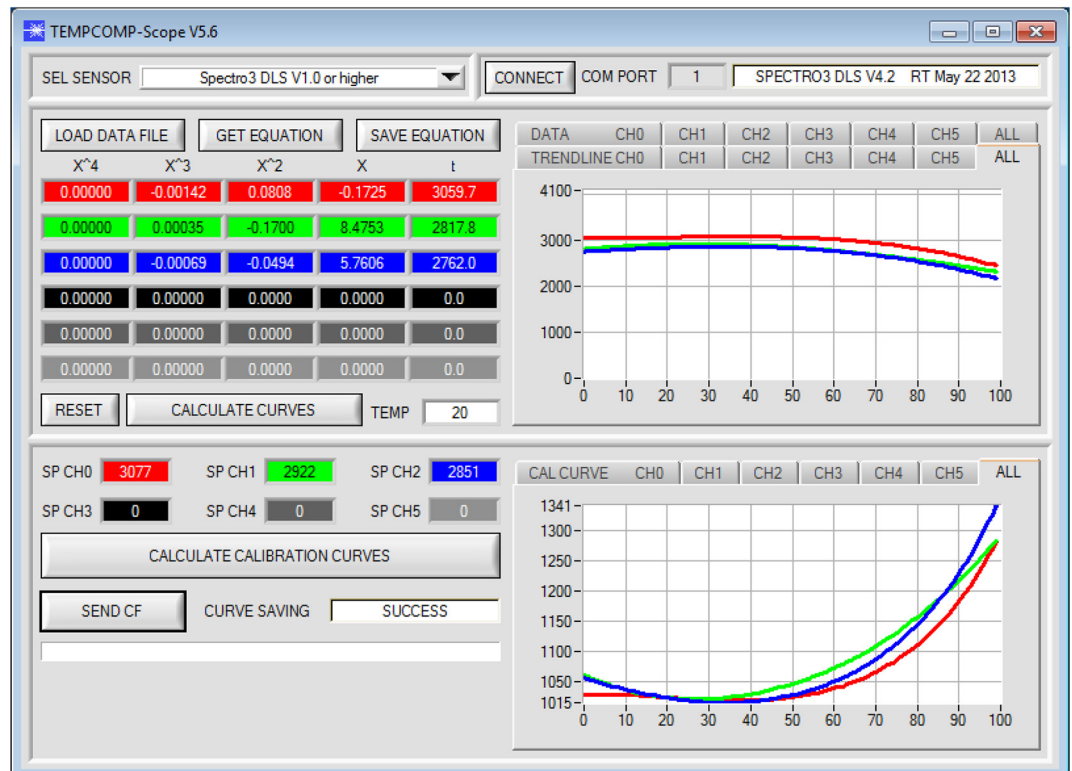 TEMPCOMP-Scope V5.6
SEL SENSOR Spectro3 DLS V1.0 or higher
CONNECT COM PORT 1 SPECTRO3 DLS V4.2 RT May 22 2013
LOAD DATA FILE GET EQUATION SAVE EQUATION
X^4 X^3 X^2 X t
0.00000 -0.00142 0.0808 -0.1725 3059.7
0.00000 0.00035 -0.1700 8.4753 2817.8
0.00000 -0.00069 -0.0494 5.7606 2762.0
0.00000 0.00000 0.0000 0.0000 0.0
0.00000 0.00000 0.0000 0.0000 0.0
0.00000 0.00000 0.0000 0.0000 0.0
RESET CALCULATE CURVES TEMP 20
DATA CH0 CH1 CH2 CH3 CH4 CH5 ALL
TRENDLINE CH0 CH1 CH2 CH3 CH4 CH5 ALL
4100
3000
2000
1000
0
0 10 20 30 40 50 60 70 80 90 100
SP CH0 3077 SP CH1 2922 SP CH2 2851
SP CH3 0 SP CH4 0 SP CH5 0
CALCULATE CALIBRATION CURVES
SEND CF CURVE SAVING SUCCESS
CAL CURVE CH0 CH1 CH2 CH3 CH4 CH5 ALL
1341
1300
1250
1200
1150
1100
1050
1015
0 10 20 30 40 50 60 70 80 90 100